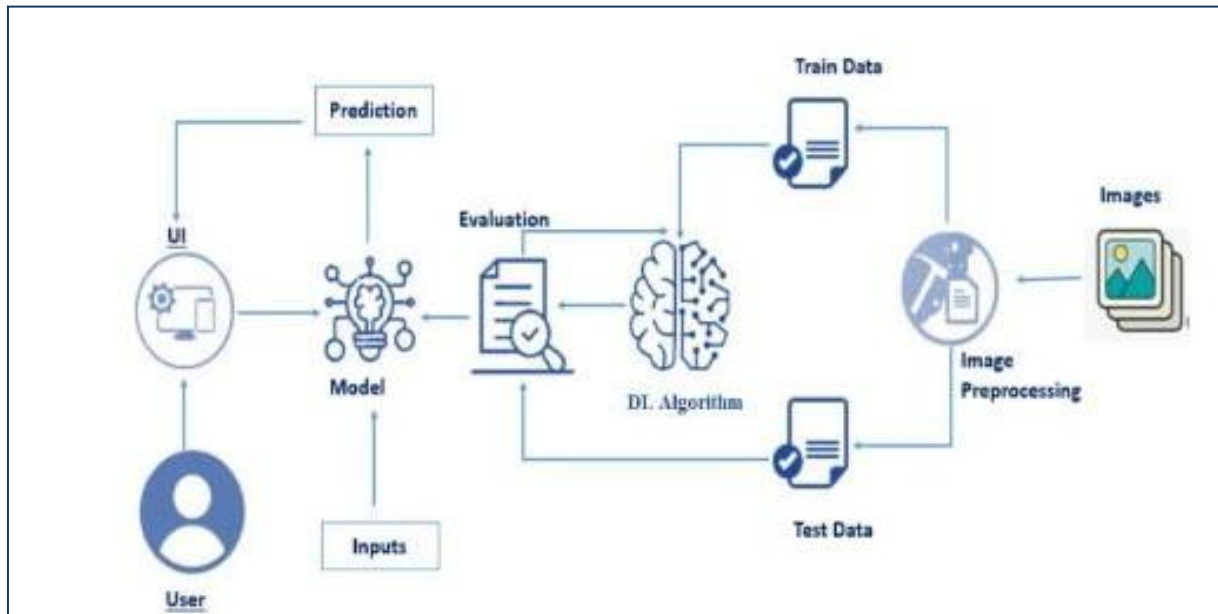 Train Data
Prediction
Images
Evaluation
UI
Image
Preprocessing
Model
DL Algorithm
Test Data
Inputs
User